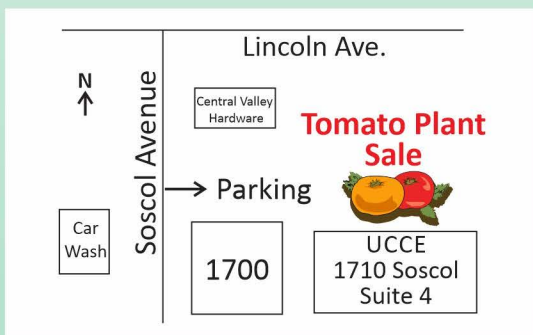 Lincoln Ave.
N
Central Valley
Hardware
Soscol Avenue
Tomato Plant
Sale
Parking
Car
Wash
1700
UCCE
1710 Soscol
Suite 4